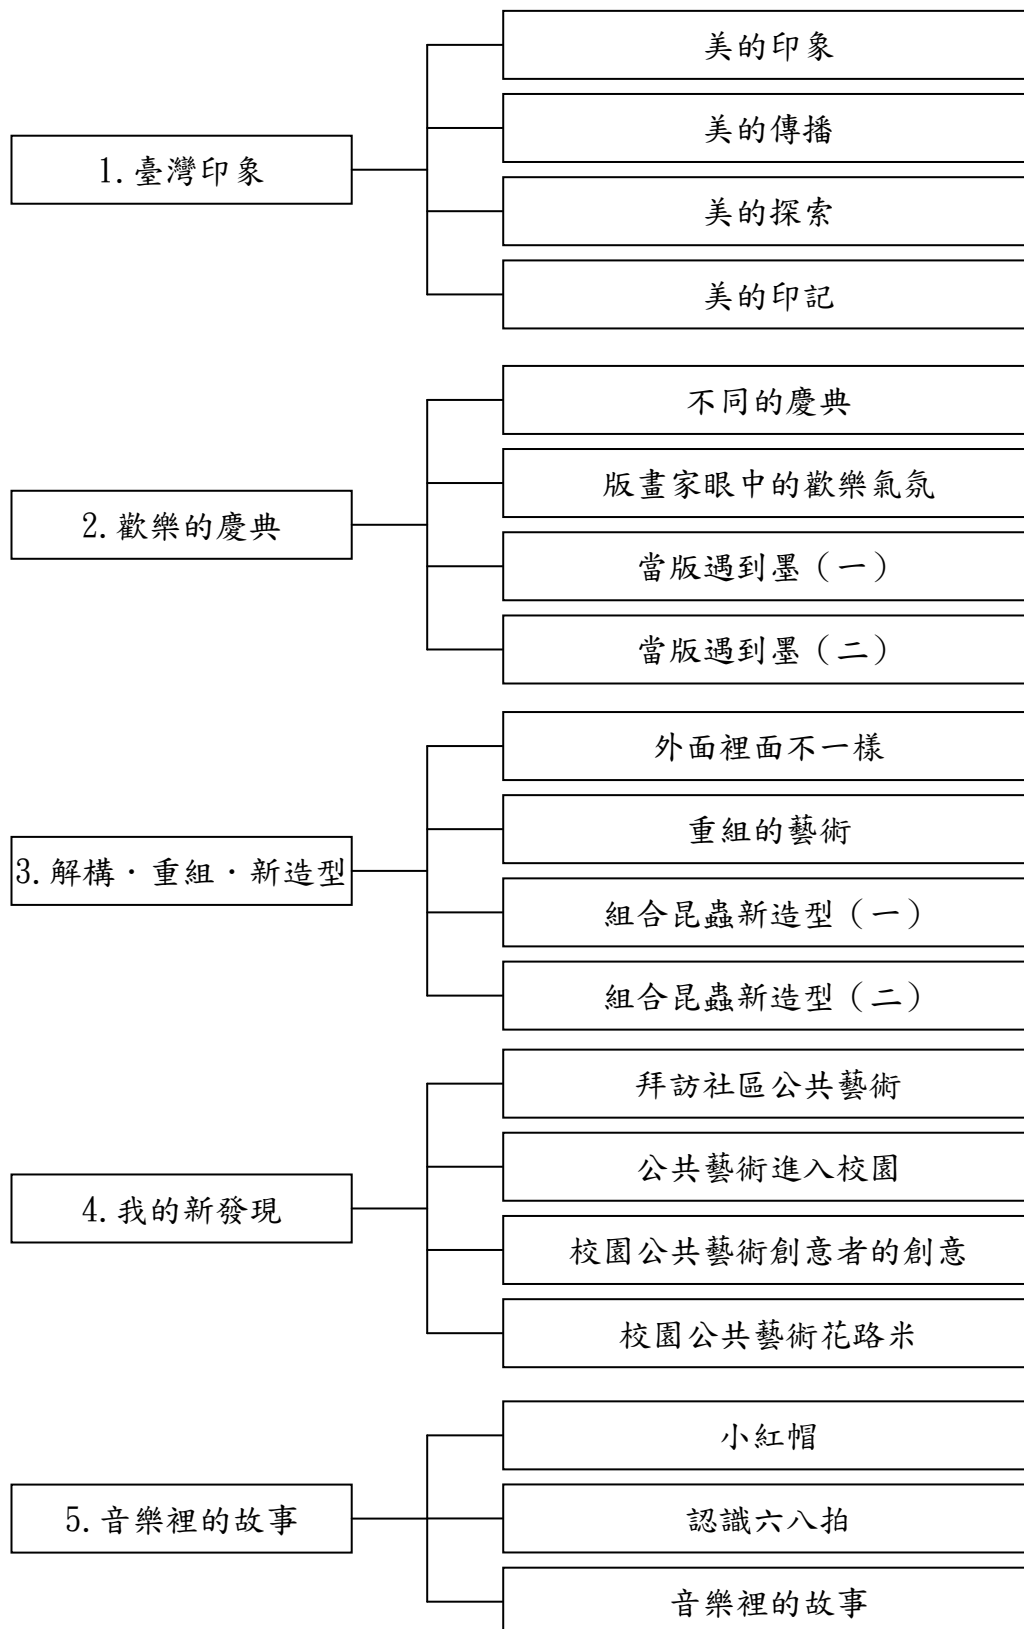 1.臺灣印象
美的印象
美的傳播
美的探索
美的印記
2.歡樂的慶典
不同的慶典
版畫家眼中的歡樂氣氛
當版遇到墨（一）
當版遇到墨（二）
3.解構．重組．新造型
外面裡面不一樣
重組的藝術
組合昆蟲新造型（一）
組合昆蟲新造型（二）
4.我的新發現
拜訪社區公共藝術
公共藝術進入校園
校園公共藝術創意者的創意
校園公共藝術花路米
5.音樂裡的故事
小紅帽
認識六八拍
音樂裡的故事